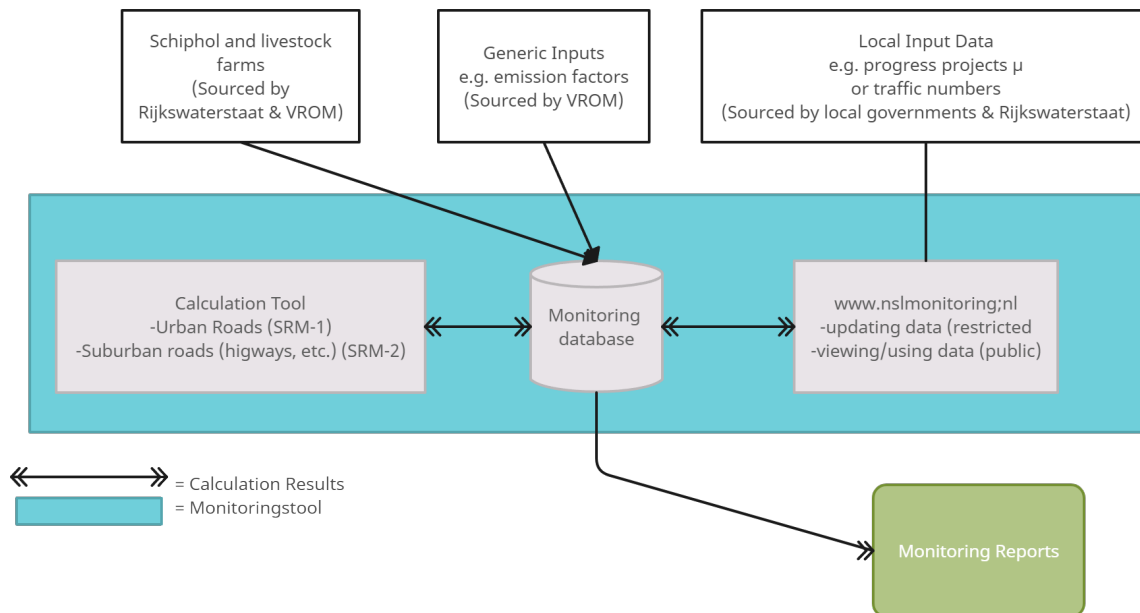 Schiphol and livestock
farms
(Sourced by
Rijkswaterstaat & VROM)
Generic Inputs
e.g. emission factors
(Sourced by VROM)
Local Input Data
e.g. progress projects µ
or traffic numbers
(Sourced by local governments & Rijkswaterstaat)
Calculation Tool
-Urban Roads (SRM-1)
-Suburban roads (higways, etc.) (SRM-2)
Monitoring
database
www.nslmonitoring;nl
-updating data (restricted
-viewing/using data (public)
= Calculation Results
= Monitoringstool
Monitoring Reports